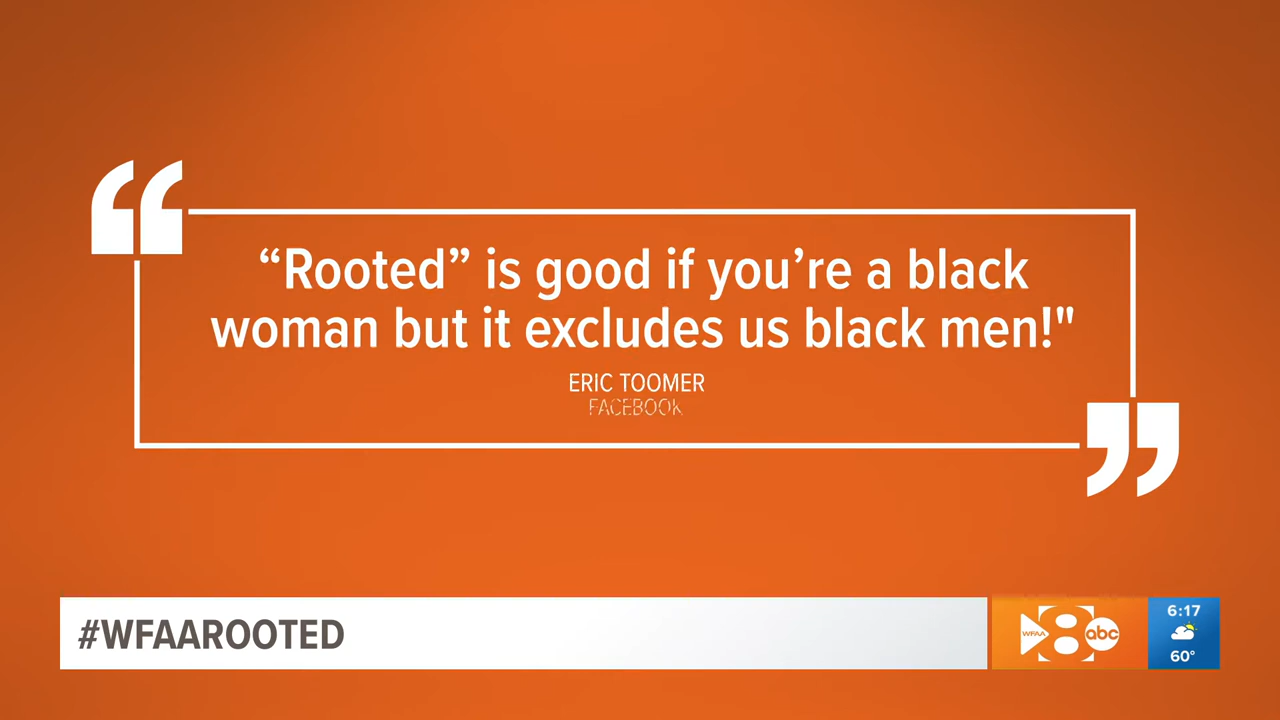 “Rooted” is good if you’re a black
woman but it excludes us black men!"
ERIC TOOMER
FACEBOOK
#WFAAROOTED
WFAA 8 abc
6:17
60°